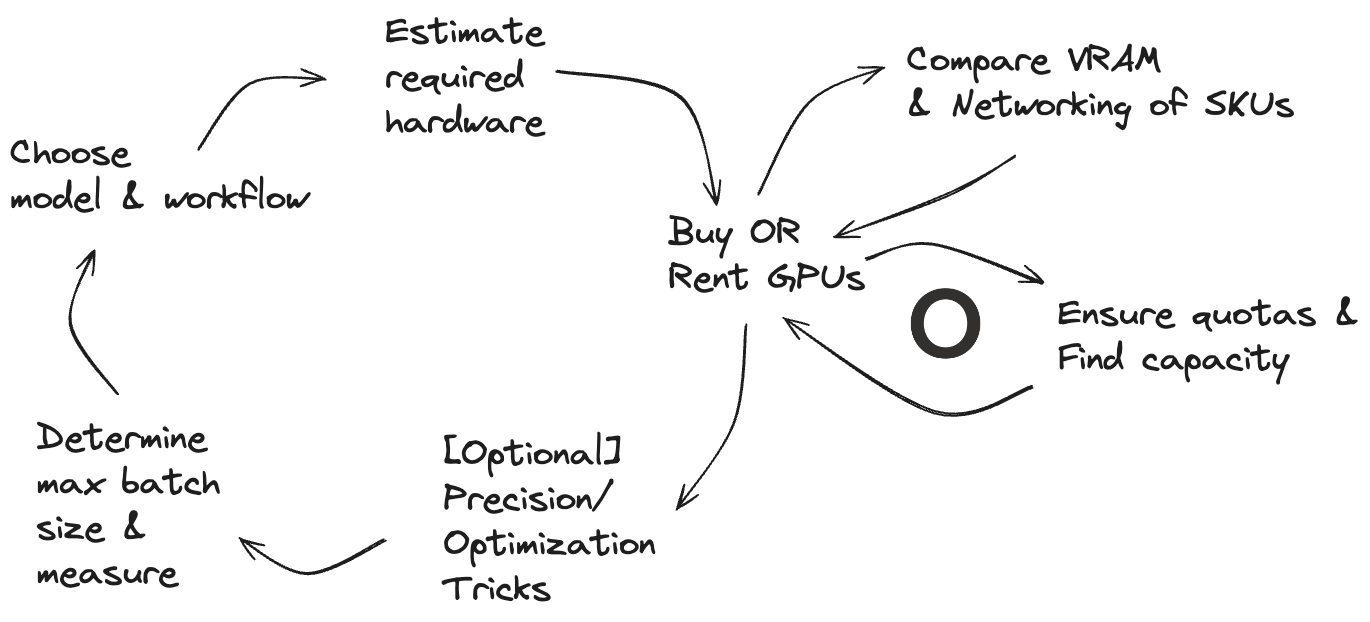 Estimate
required
hardware
Compare VRAM
& Networking of SKUs
Choose
model & workflow
Buy OR
Rent GPUs
Ensure quotas &
Find capacity
Determine
max batch
size &
measure
[Optional]
Precision/
Optimization
Tricks